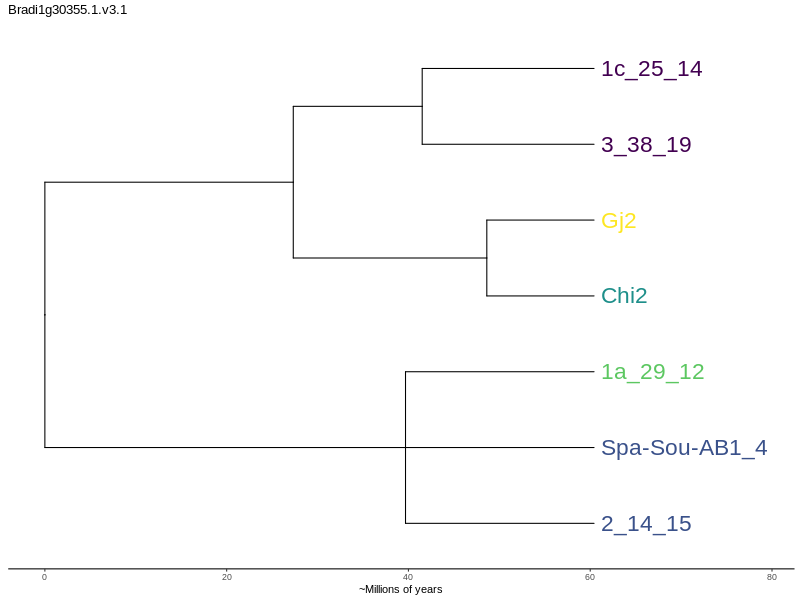 Bradi1g30355.1.v3.1
1c_25_14
3_38_19
Gj2
Chi2
1a_29_12
Spa-Sou-AB1_4
2_14_15
0 20 40 60 80
~Millions of years